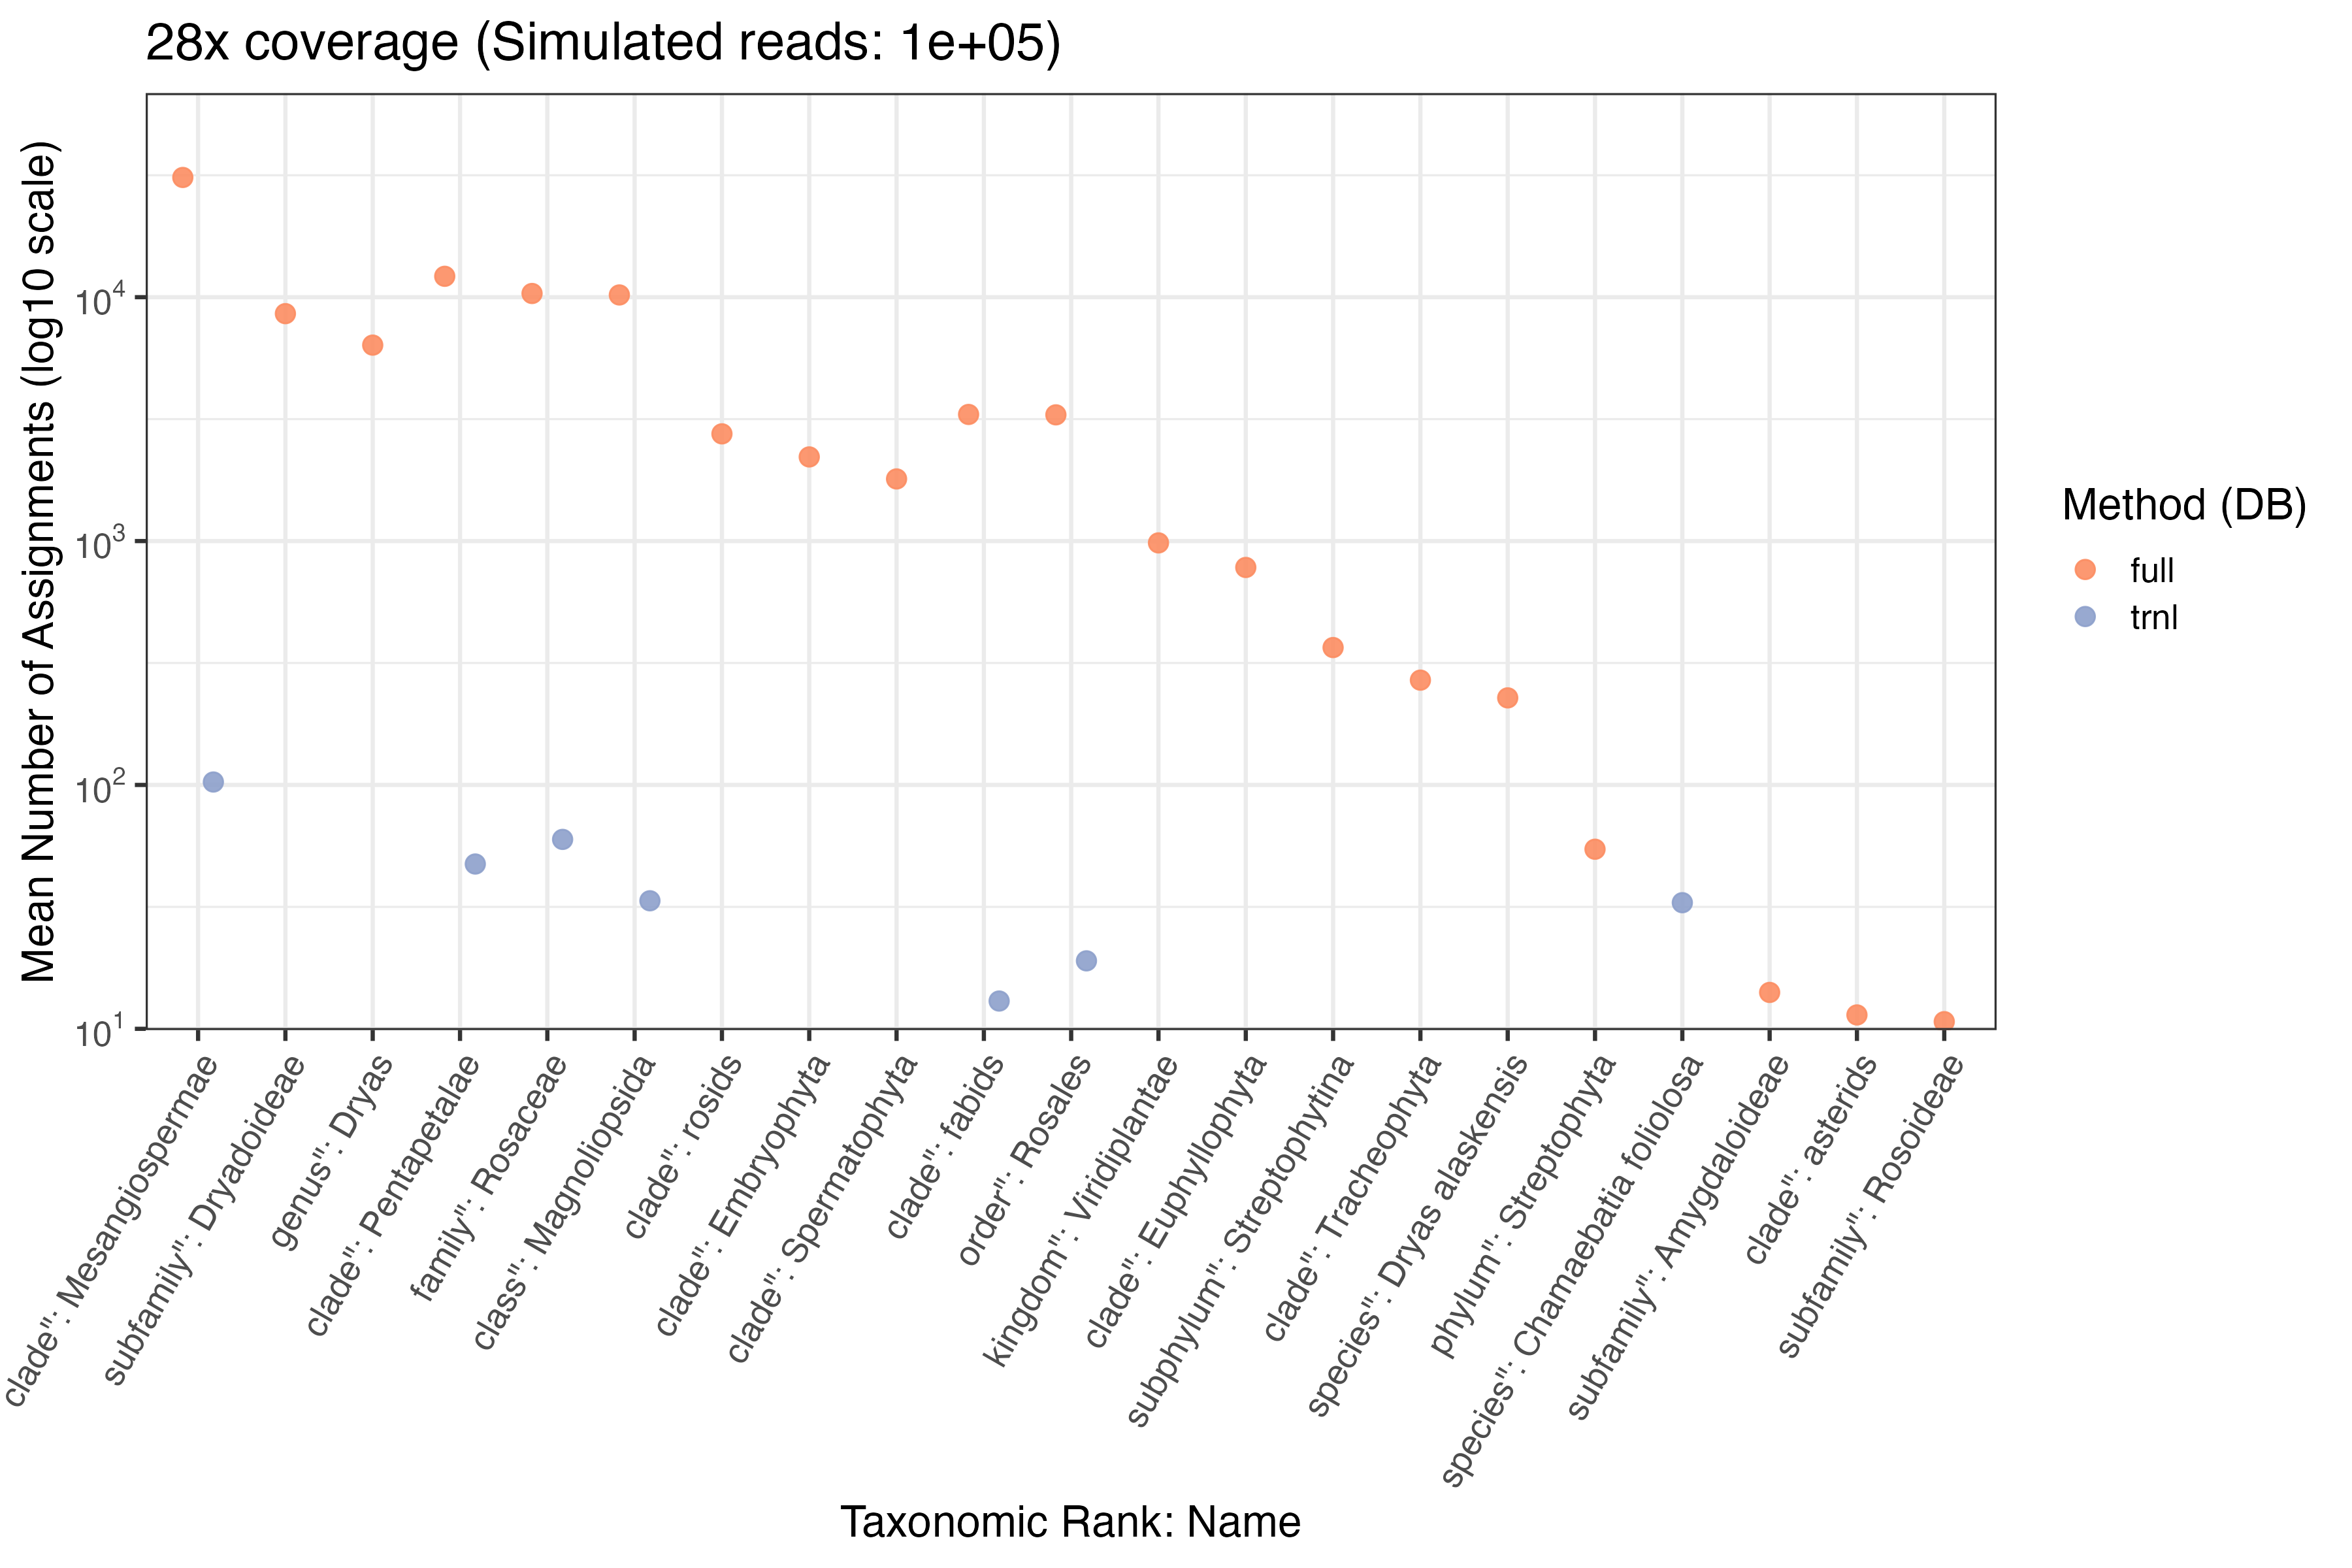 28x coverage (Simulated reads: 1e+05)
Mean Number of Assignments (log10 scale)
10^4
10^3
10^2
10^1
Method (DB)
full
trnl
clade": Mesangiospermae
subfamily": Dryadoideae
genus": Dryas
clade": Pentapetalae
family": Rosaceae
class": Magnoliopsida
clade": rosids
clade": Embryophyta
clade": Spermatophyta
clade": fabids
order": Rosales
kingdom": Viridiplantae
clade": Euphyllophyta
subphylum": Streptophytina
clade": Tracheophyta
species": Dryas alaskensis
phylum": Streptophyta
species": Chamaebatia foliolosa
subfamily": Amygdaloideae
clade": asterids
subfamily": Rosoideae
Taxonomic Rank: Name